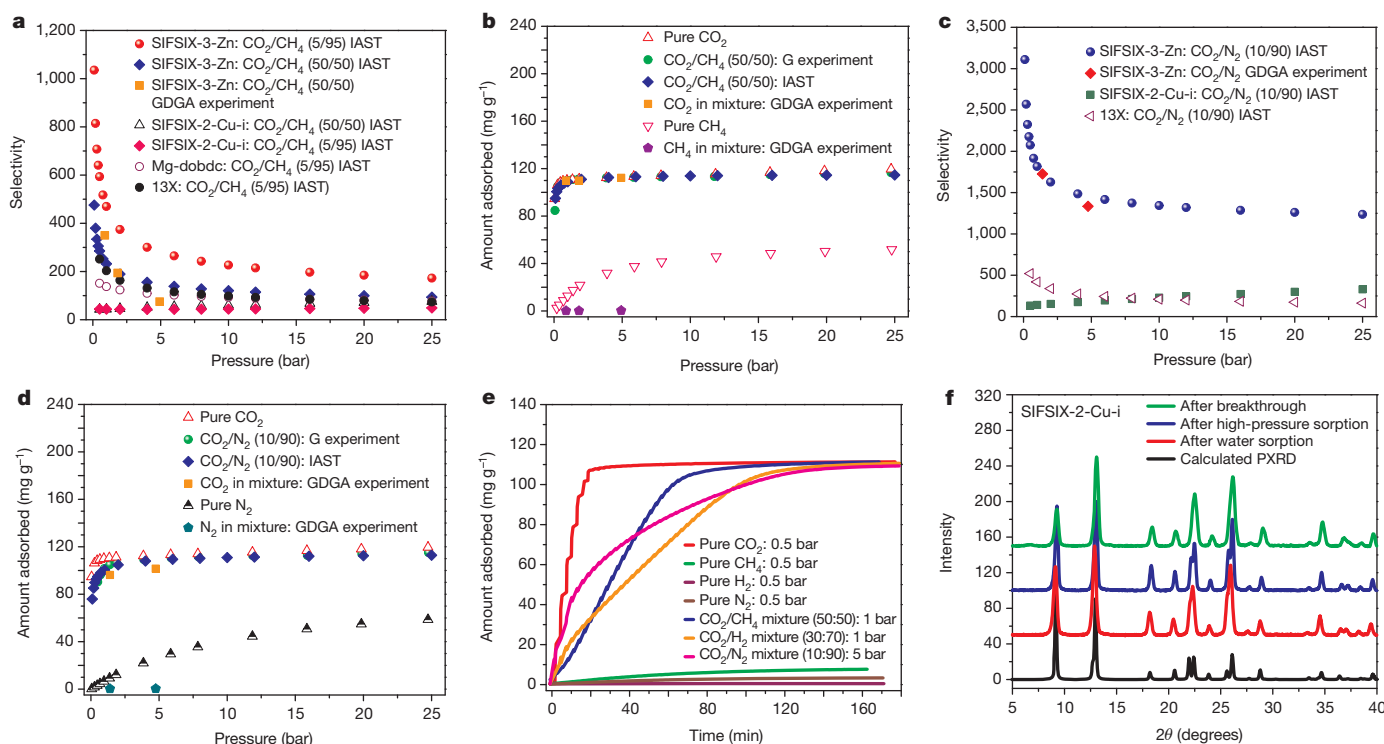 a
1,200
1,000
800
600
400
200
0
Selectivity
0 5 10 15 20 25
Pressure (bar)
SIFSIX-3-Zn: CO₂/CH₄ (5/95) IAST
SIFSIX-3-Zn: CO₂/CH₄ (50/50) IAST
SIFSIX-3-Zn: CO₂/CH₄ (50/50)
GDGA experiment
SIFSIX-2-Cu-i: CO₂/CH₄ (50/50) IAST
SIFSIX-2-Cu-i: CO₂/CH₄ (5/95) IAST
Mg-dobdc: CO₂/CH₄ (5/95) IAST
13X: CO₂/CH₄ (5/95 IAST)
b
240
200
160
120
80
40
0
Amount adsorbed (mg g⁻¹)
0 5 10 15 20 25
Pressure (bar)
Pure CO₂
CO₂/CH₄ (50/50): G experiment
CO₂/CH₄ (50/50): IAST
CO₂ in mixture: GDGA experiment
Pure CH₄
CH₄ in mixture: GDGA experiment
c
3,500
3,000
2,500
2,000
1,500
1,000
500
0
Selectivity
0 5 10 15 20 25
Pressure (bar)
SIFSIX-3-Zn: CO₂/N₂ (10/90) IAST
SIFSIX-3-Zn: CO₂/N₂ GDGA experiment
SIFSIX-2-Cu-i: CO₂/N₂ (10/90) IAST
13X: CO₂/N₂ (10/90) IAST
d
240
200
160
120
80
40
0
Amount adsorbed (mg g⁻¹)
0 5 10 15 20 25
Pressure (bar)
Pure CO₂
CO₂/N₂ (10/90): G experiment
CO₂/N₂ (10/90): IAST
CO₂ in mixture: GDGA experiment
Pure N₂
N₂ in mixture: GDGA experiment
e
140
120
100
80
60
40
20
0
Amount adsorbed (mg g⁻¹)
0 40 80 120 160
Time (min)
Pure CO₂: 0.5 bar
Pure CH₄: 0.5 bar
Pure H₂: 0.5 bar
Pure N₂: 0.5 bar
CO₂/CH₄ mixture (50:50): 1 bar
CO₂/H₂ mixture (30:70): 1 bar
CO₂/N₂ mixture (10:90): 5 bar
f
320
280
240
200
160
120
80
40
0
Intensity
5 10 15 20 25 30 35 40
2θ (degrees)
SIFSIX-2-Cu-i
After breakthrough
After high-pressure sorption
After water sorption
Calculated PXRD